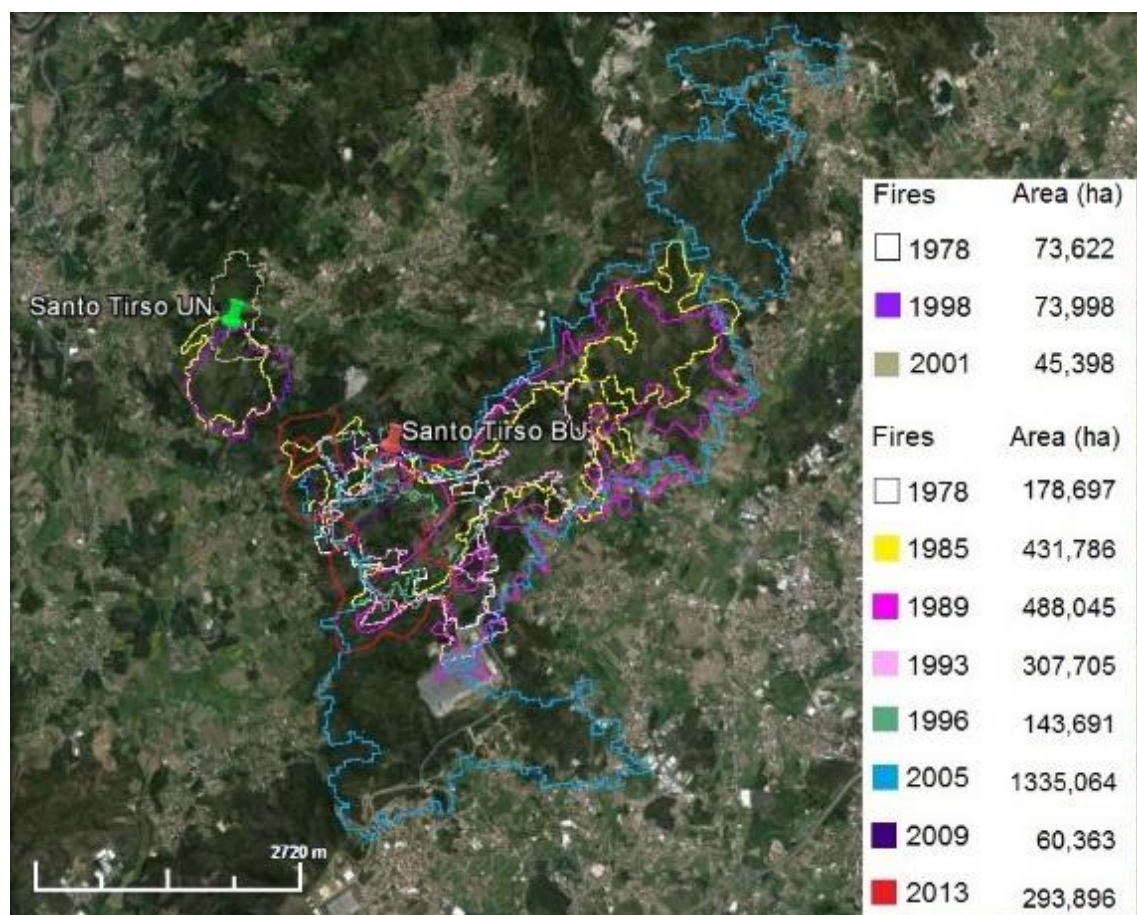 Santo Tirso UN
Santo Tirso BU
2720 m
Fires Area (ha)
1978 73,622
1998 73,998
2001 45,398
Fires Area (ha)
1978 178,697
1985 431,786
1989 488,045
1993 307,705
1996 143,691
2005 1335,064
2009 60,363
2013 293,896